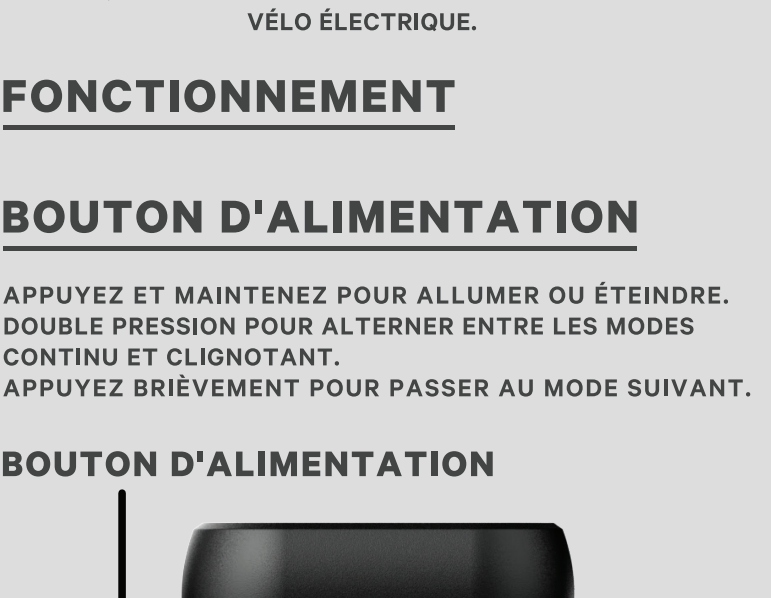 VÉLO ÉLECTRIQUE.
FONCTIONNEMENT
BOUTON D'ALIMENTATION
APPUYEZ ET MAINTENEZ POUR ALLUMER OU ÉTEINDRE.
DOUBLE PRESSION POUR ALTERNER ENTRE LES MODES
CONTINU ET CLIGNOTANT.
APPUYEZ BRIÈVEMENT POUR PASSER AU MODE SUIVANT.
BOUTON D'ALIMENTATION